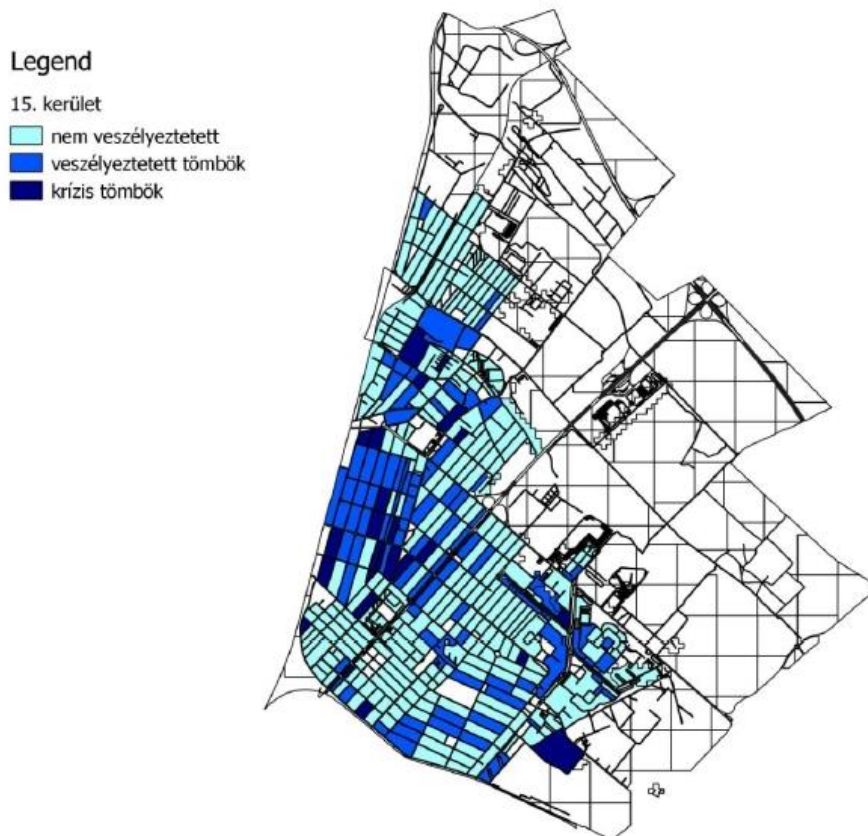 Legend
15. kerület
nem veszélyeztetett
veszélyeztetett tömbök
krízis tömbök